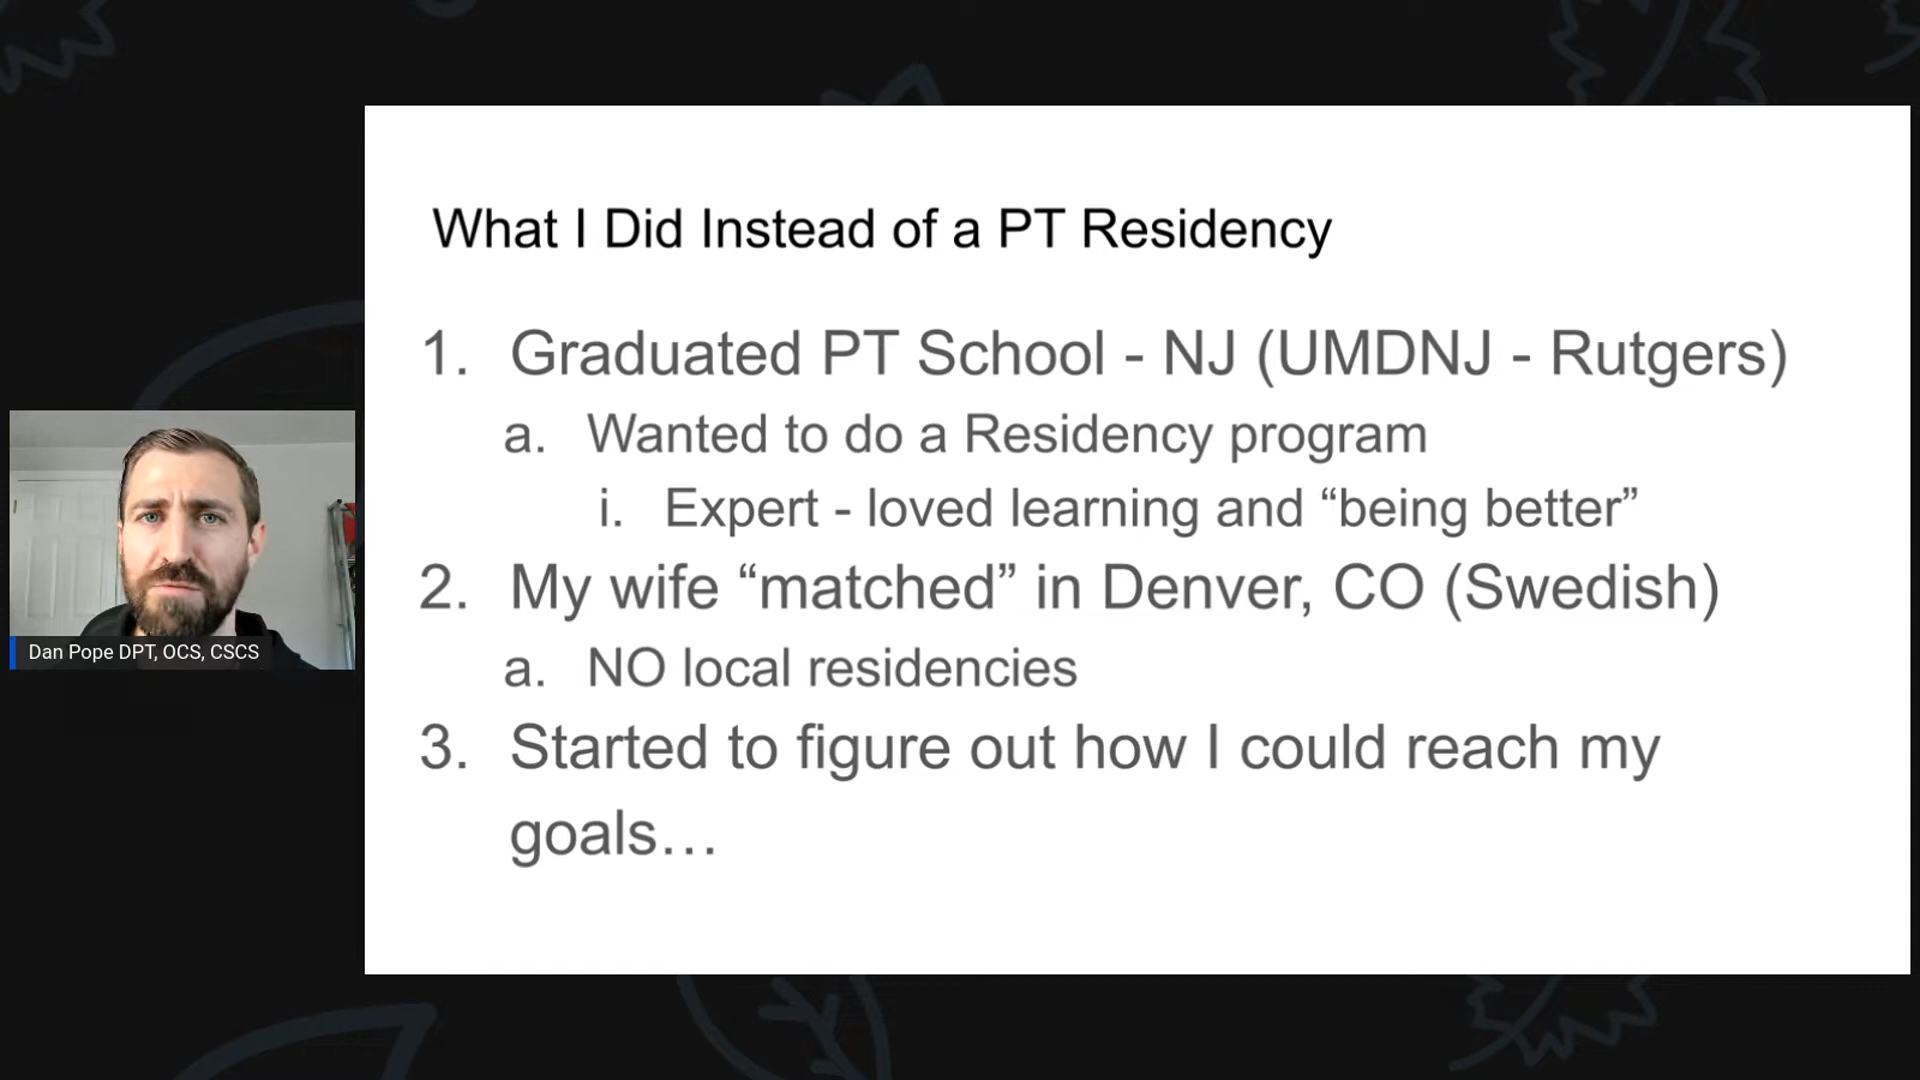 What I Did Instead of a PT Residency
1. Graduated PT School - NJ (UMDNJ - Rutgers)
a. Wanted to do a Residency program
i. Expert - loved learning and “being better”
2. My wife “matched” in Denver, CO (Swedish)
a. NO local residencies
3. Started to figure out how I could reach my
goals…
Dan Pope DPT, OCS, CSCS